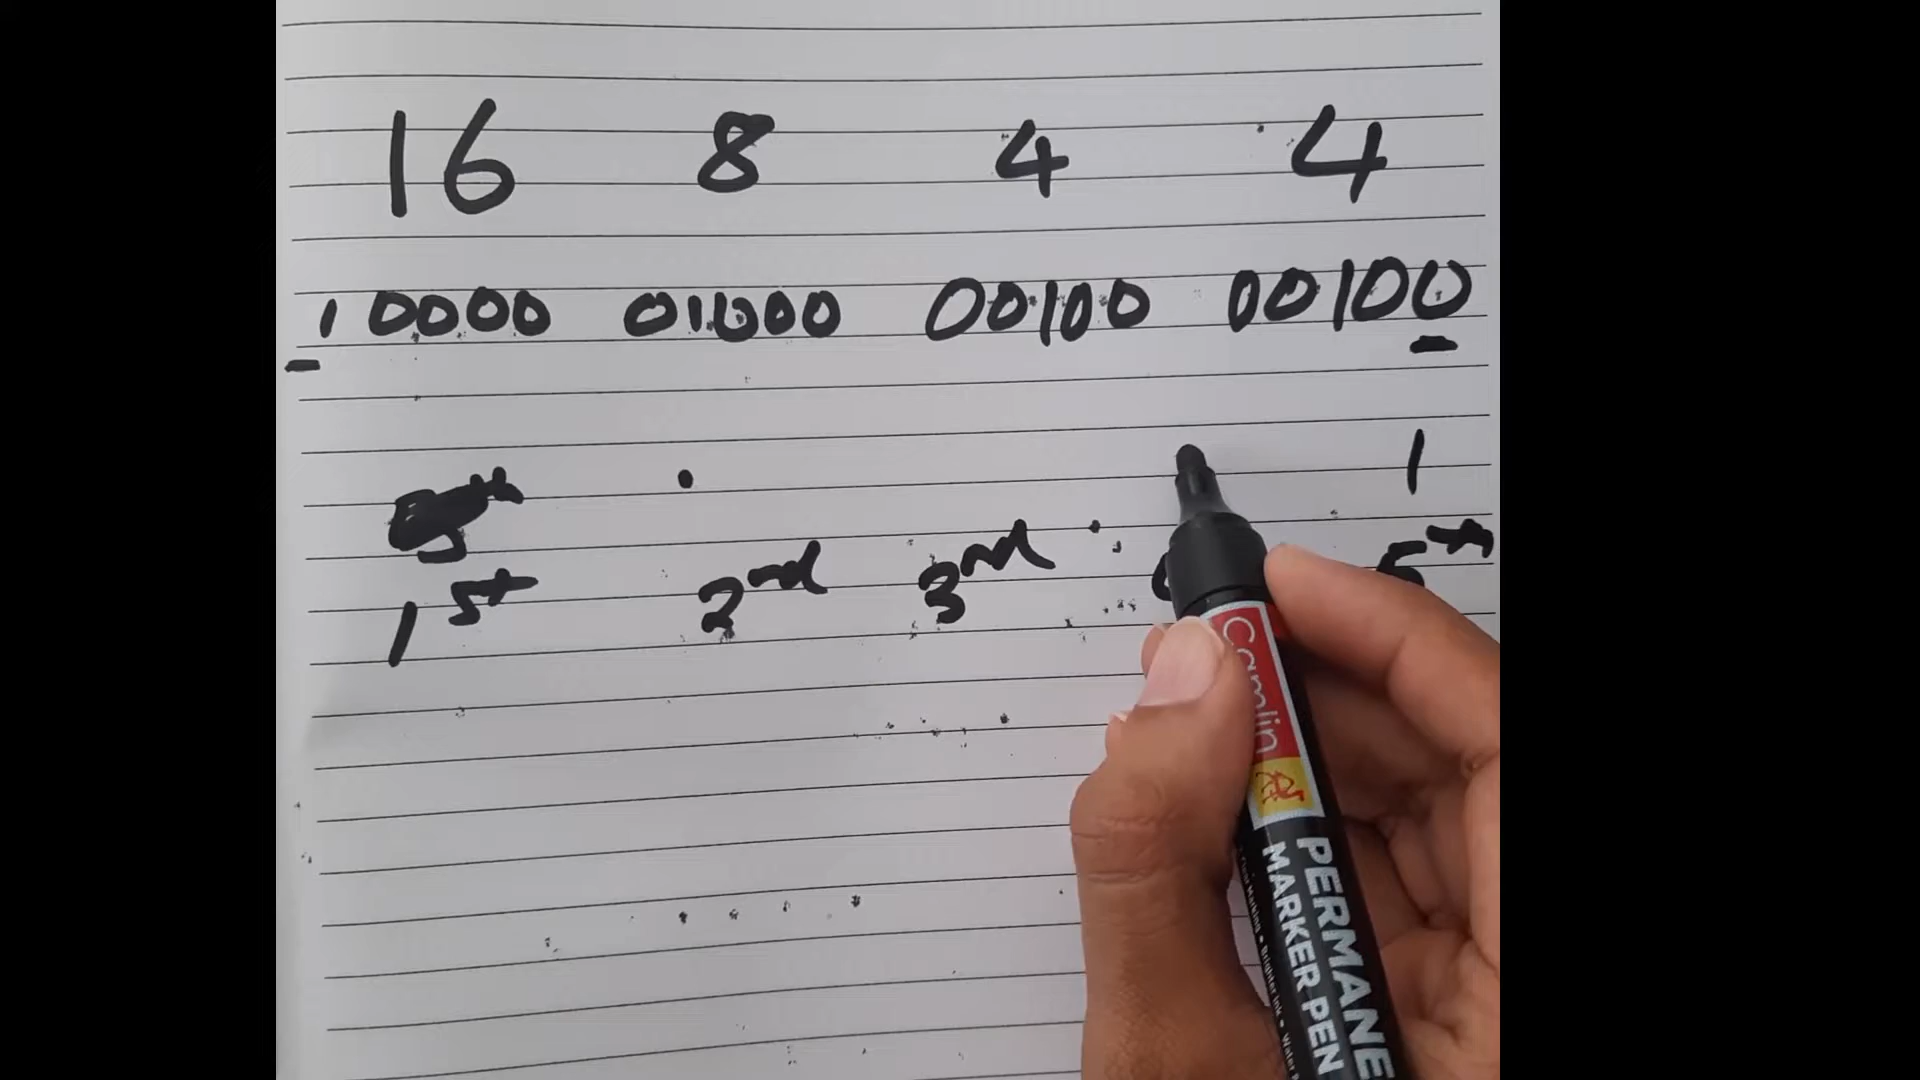 16 8 4 4
10000 01000 00100 00100
1
1st 2nd 3rd 5th
Camlin
PERMANE
MARKER PEN